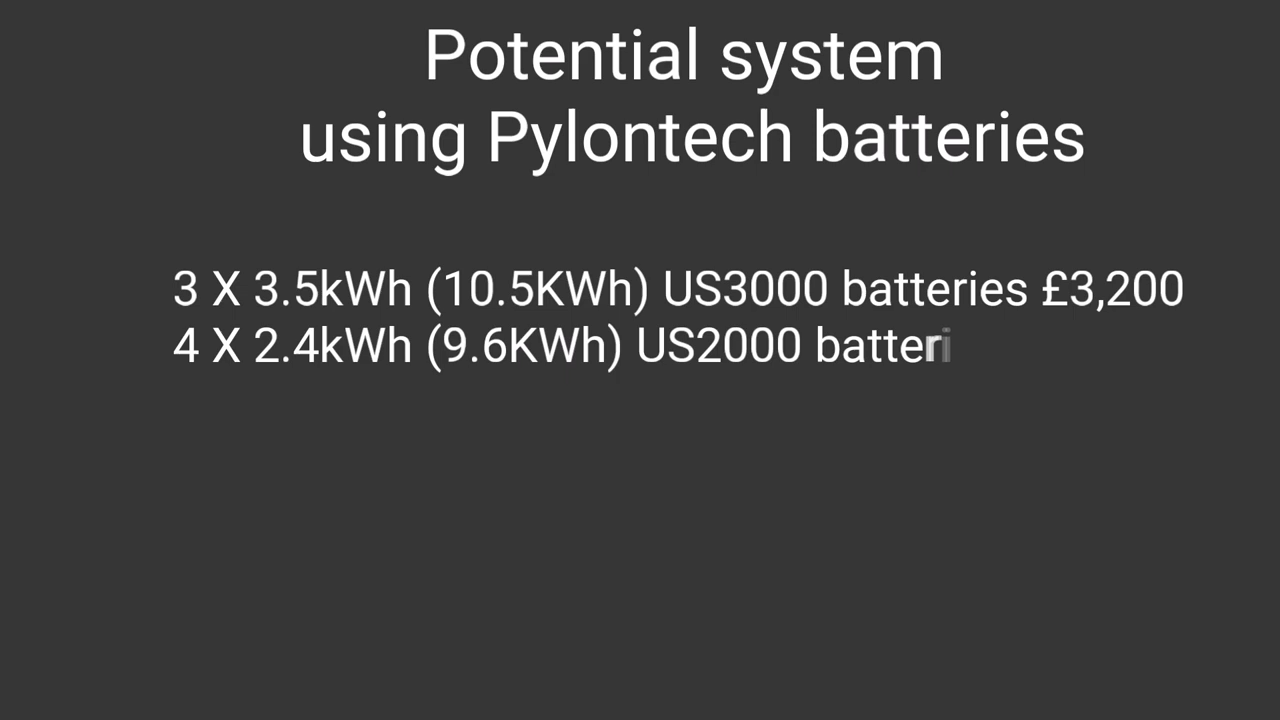 Potential system
using Pylontech batteries
3 X 3.5kWh (10.5KWh) US3000 batteries £3,200
4 X 2.4kWh (9.6KWh) US2000 batteri